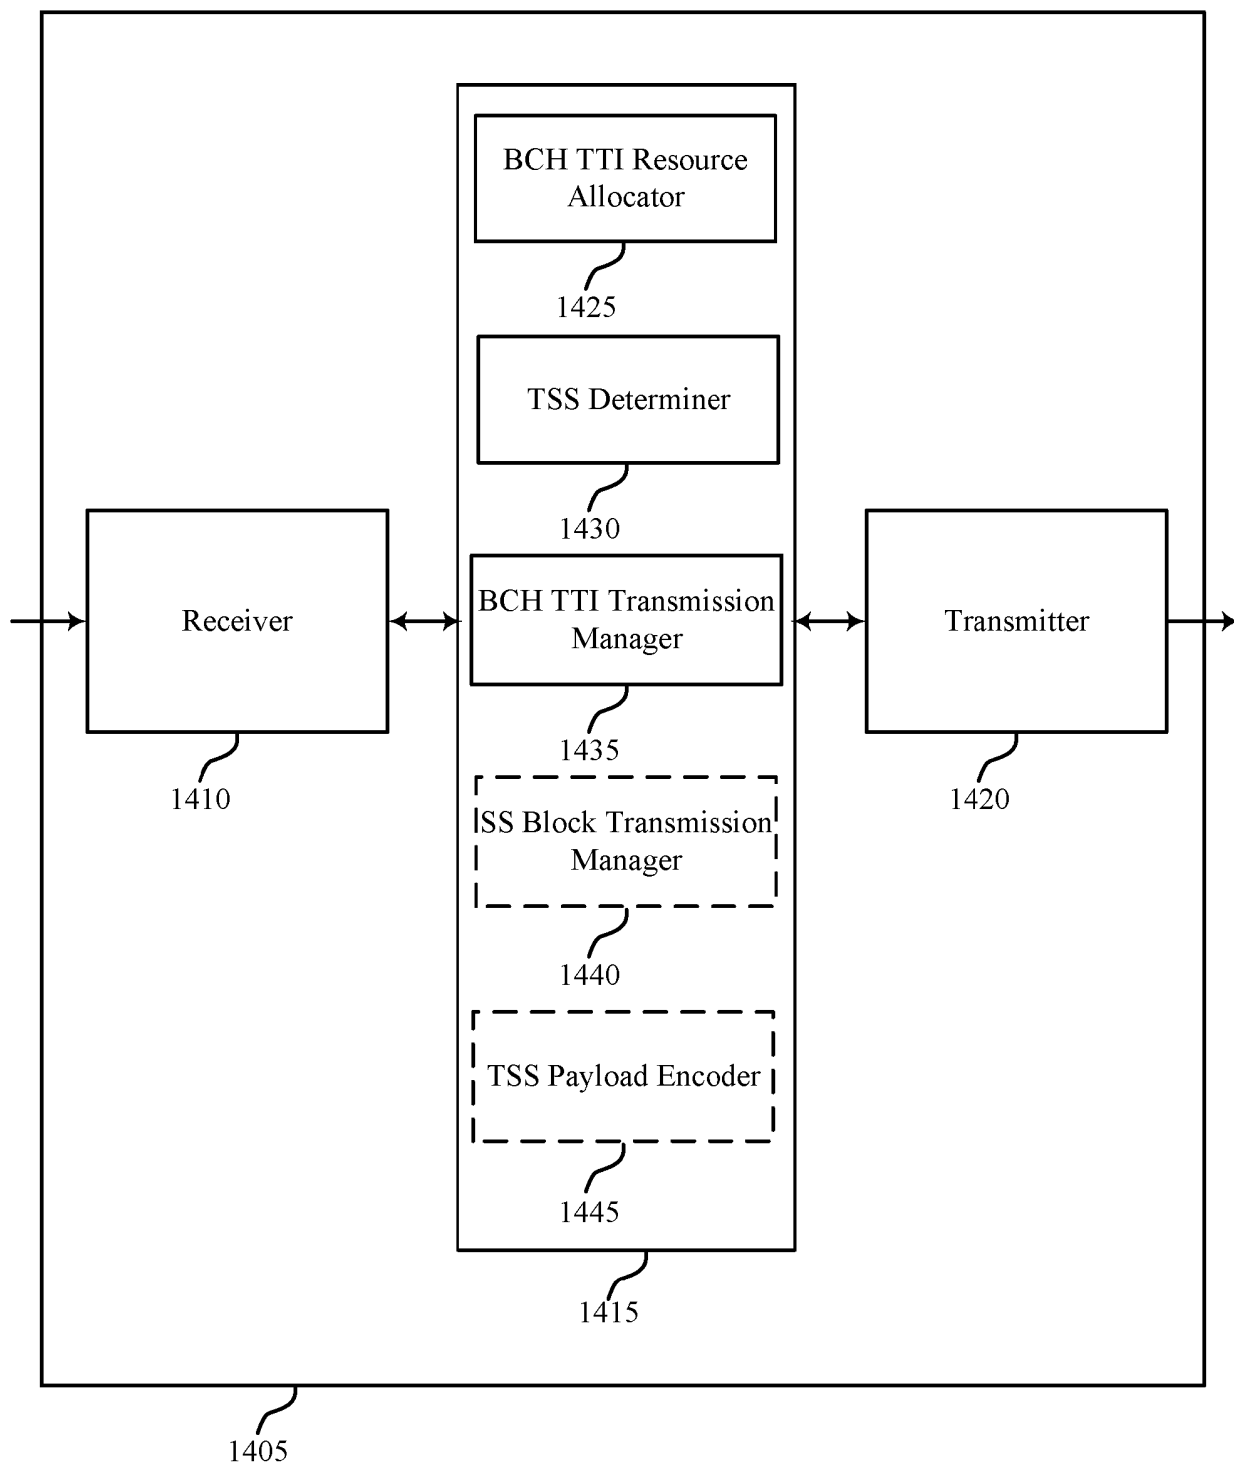 BCH TTI Resource
Allocator
1425
TSS Determiner
1430
Receiver
1410
BCH TTI Transmission
Manager
1435
Transmitter
1420
SS Block Transmission
Manager
1440
TSS Payload Encoder
1445
1415
1405